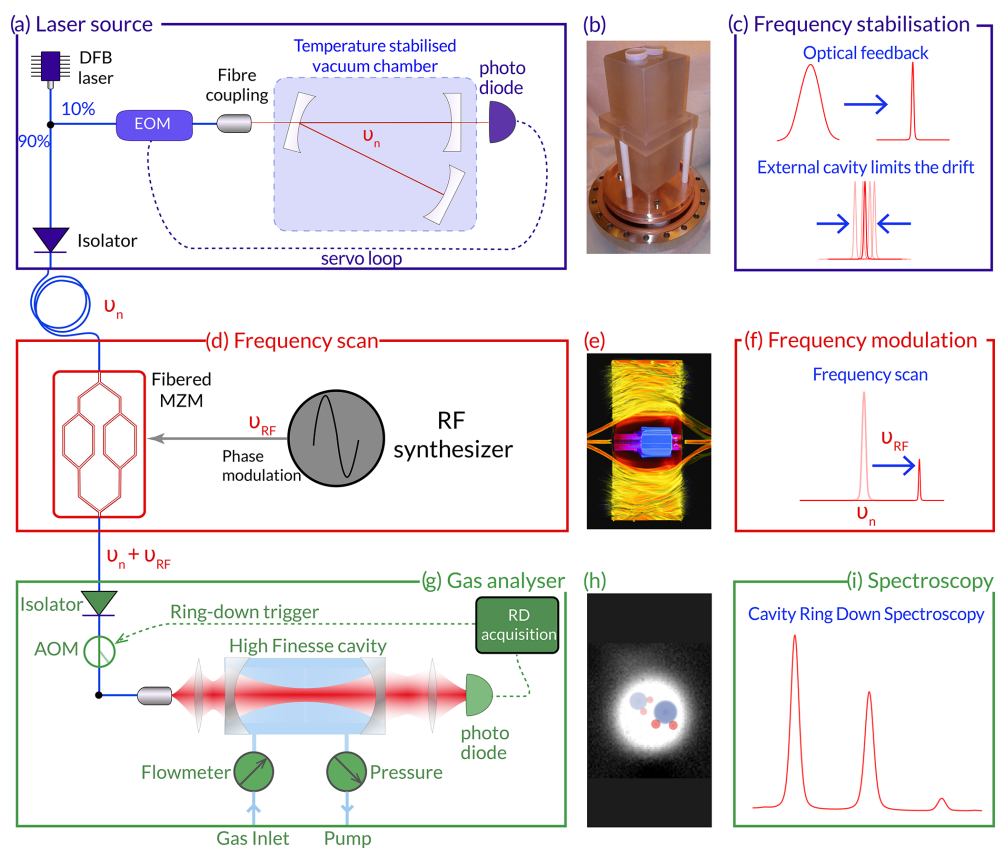 (a) Laser source
DFB
laser
10%
90%
EOM
Fibre
coupling
Temperature stabilised
vacuum chamber
υn
photo
diode
Isolator
servo loop
(b)
(c) Frequency stabilisation
Optical feedback
External cavity limits the drift
υn
(d) Frequency scan
Fibered
MZM
υRF
Phase
modulation
RF
synthesizer
(e)
(f) Frequency modulation
Frequency scan
υRF
υn
υn + υRF
(g) Gas analyser
Isolator
AOM
Ring-down trigger
RD
acquisition
High Finesse cavity
photo
diode
Flowmeter
Pressure
Gas Inlet
Pump
(h)
(i) Spectroscopy
Cavity Ring Down Spectroscopy